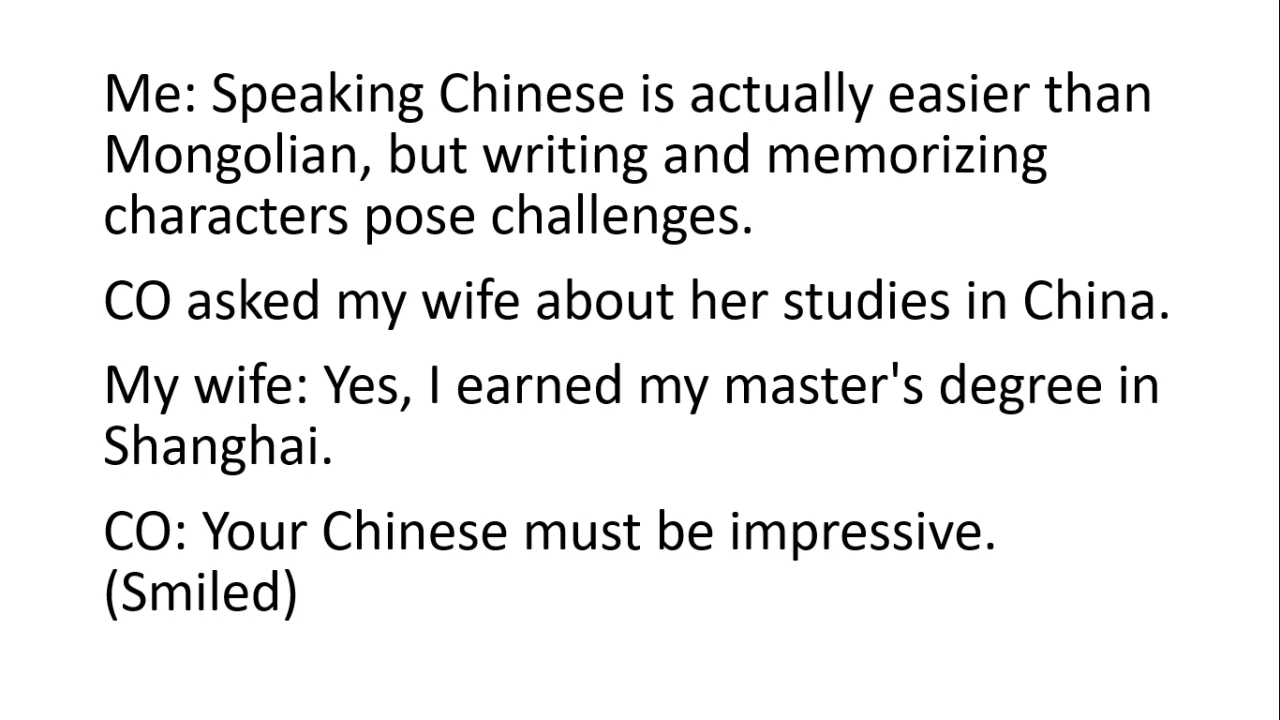 Me: Speaking Chinese is actually easier than
Mongolian, but writing and memorizing
characters pose challenges.
CO asked my wife about her studies in China.
My wife: Yes, I earned my master's degree in
Shanghai.
CO: Your Chinese must be impressive.
(Smiled)